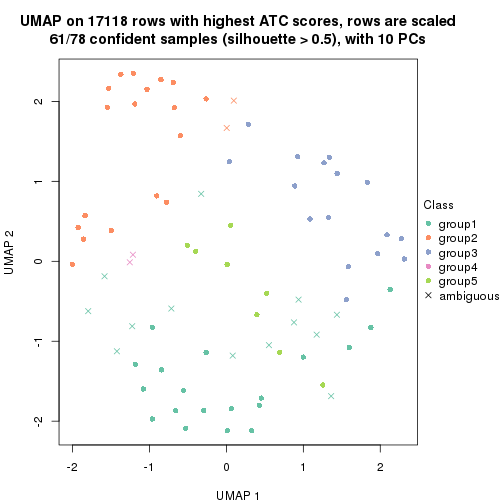 UMAP on 17118 rows with highest ATC scores, rows are scaled
61/78 confident samples (silhouette > 0.5), with 10 PCs
UMAP 2
2
1
0
-1
-2
-2
-1
0
1
2
UMAP 1
Class
group1
group2
group3
group4
group5
ambiguous